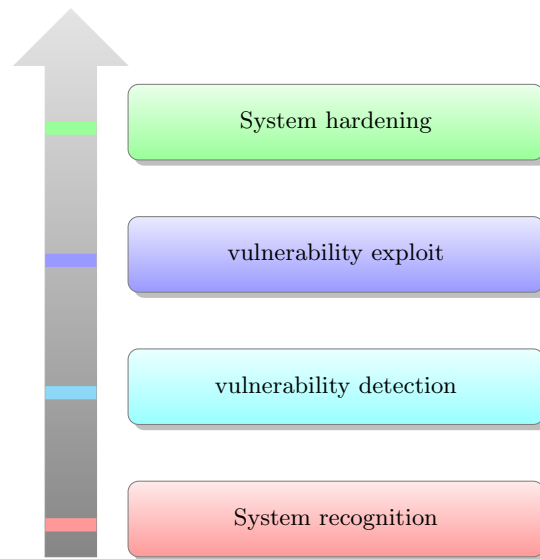 System hardening
vulnerability exploit
vulnerability detection
System recognition